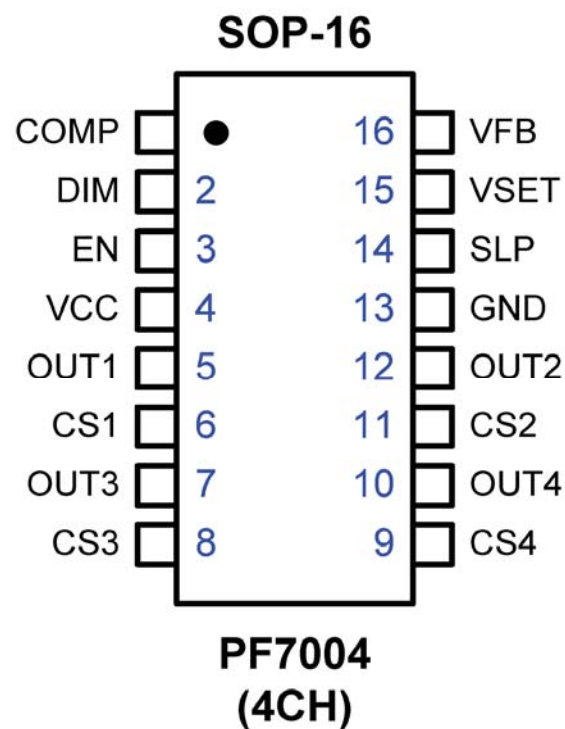 SOP-16
COMP 16 VFB
DIM 2 15 VSET
EN 3 14 SLP
VCC 4 13 GND
OUT1 5 12 OUT2
CS1 6 11 CS2
OUT3 7 10 OUT4
CS3 8 9 CS4
PF7004
(4CH)